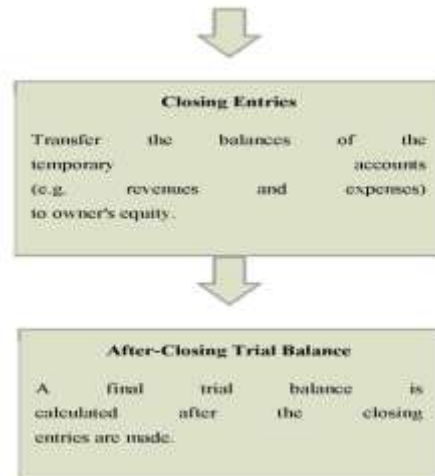 Closing Entries
Transfer the balances of the
temporary accounts
(e.g. revenues and expenses)
to owner's equity.
After-Closing Trial Balance
A final trial balance is
calculated after the closing
entries are made.